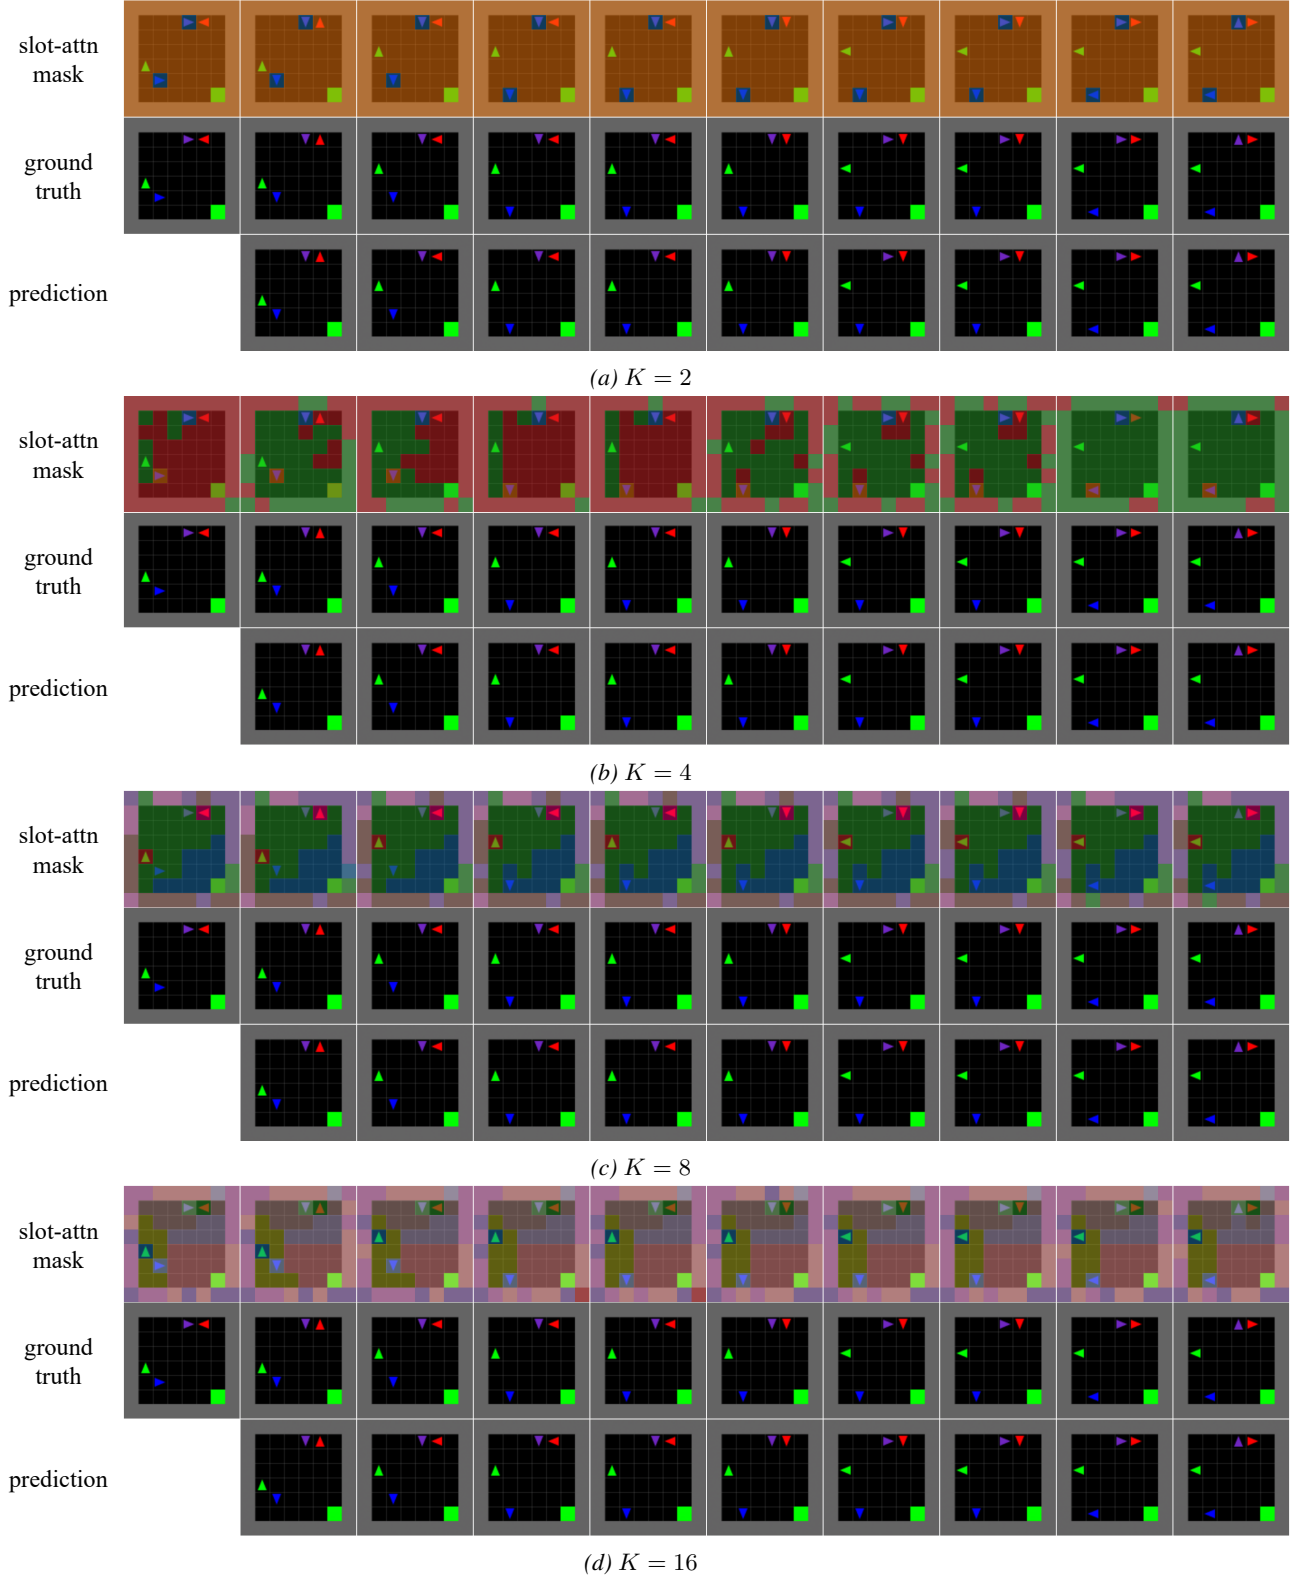 slot-attn
mask
ground
truth
prediction
(a) K = 2
slot-attn
mask
ground
truth
prediction
(b) K = 4
slot-attn
mask
ground
truth
prediction
(c) K = 8
slot-attn
mask
ground
truth
prediction
(d) K = 16